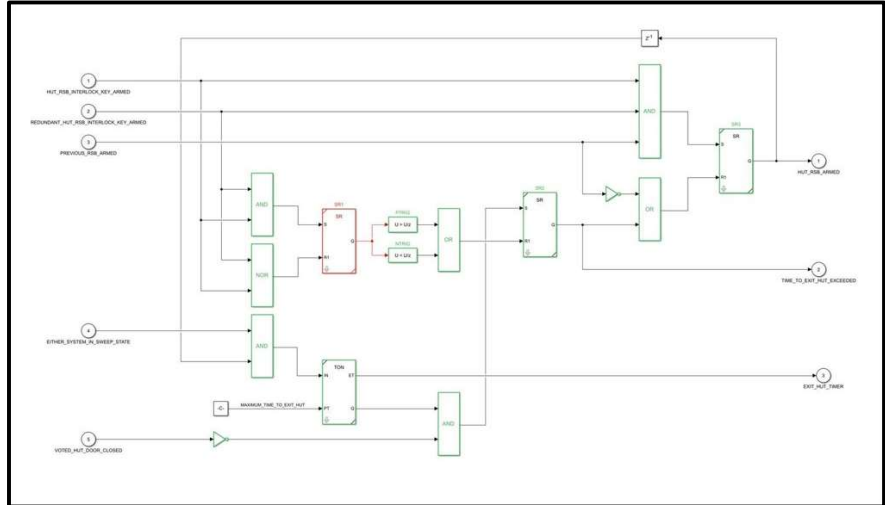 Z⁻¹
1
HUT_RSB_INTERLOCK_KEY_ARMED
2
REDUNDANT_HUT_RSB_INTERLOCK_KEY_ARMED
3
PREVIOUS_RSB_ARMED
AND
SR3
SR
S
Q
R1
1
HUT_RSB_ARMED
AND
OR
SR1
SR
S
Q
R1
PTRIG
U > U/z
NTRIG
U < U/z
OR
SR2
SR
S
Q
R1
NOR
2
TIME_TO_EXIT_HUT_EXCEEDED
4
EITHER_SYSTEM_IN_SWEEP_STATE
AND
TON
IN
ET
PT
Q
3
EXIT_HUT_TIMER
-C-
MAXIMUM_TIME_TO_EXIT_HUT
AND
5
VOTED_HUT_DOOR_CLOSED